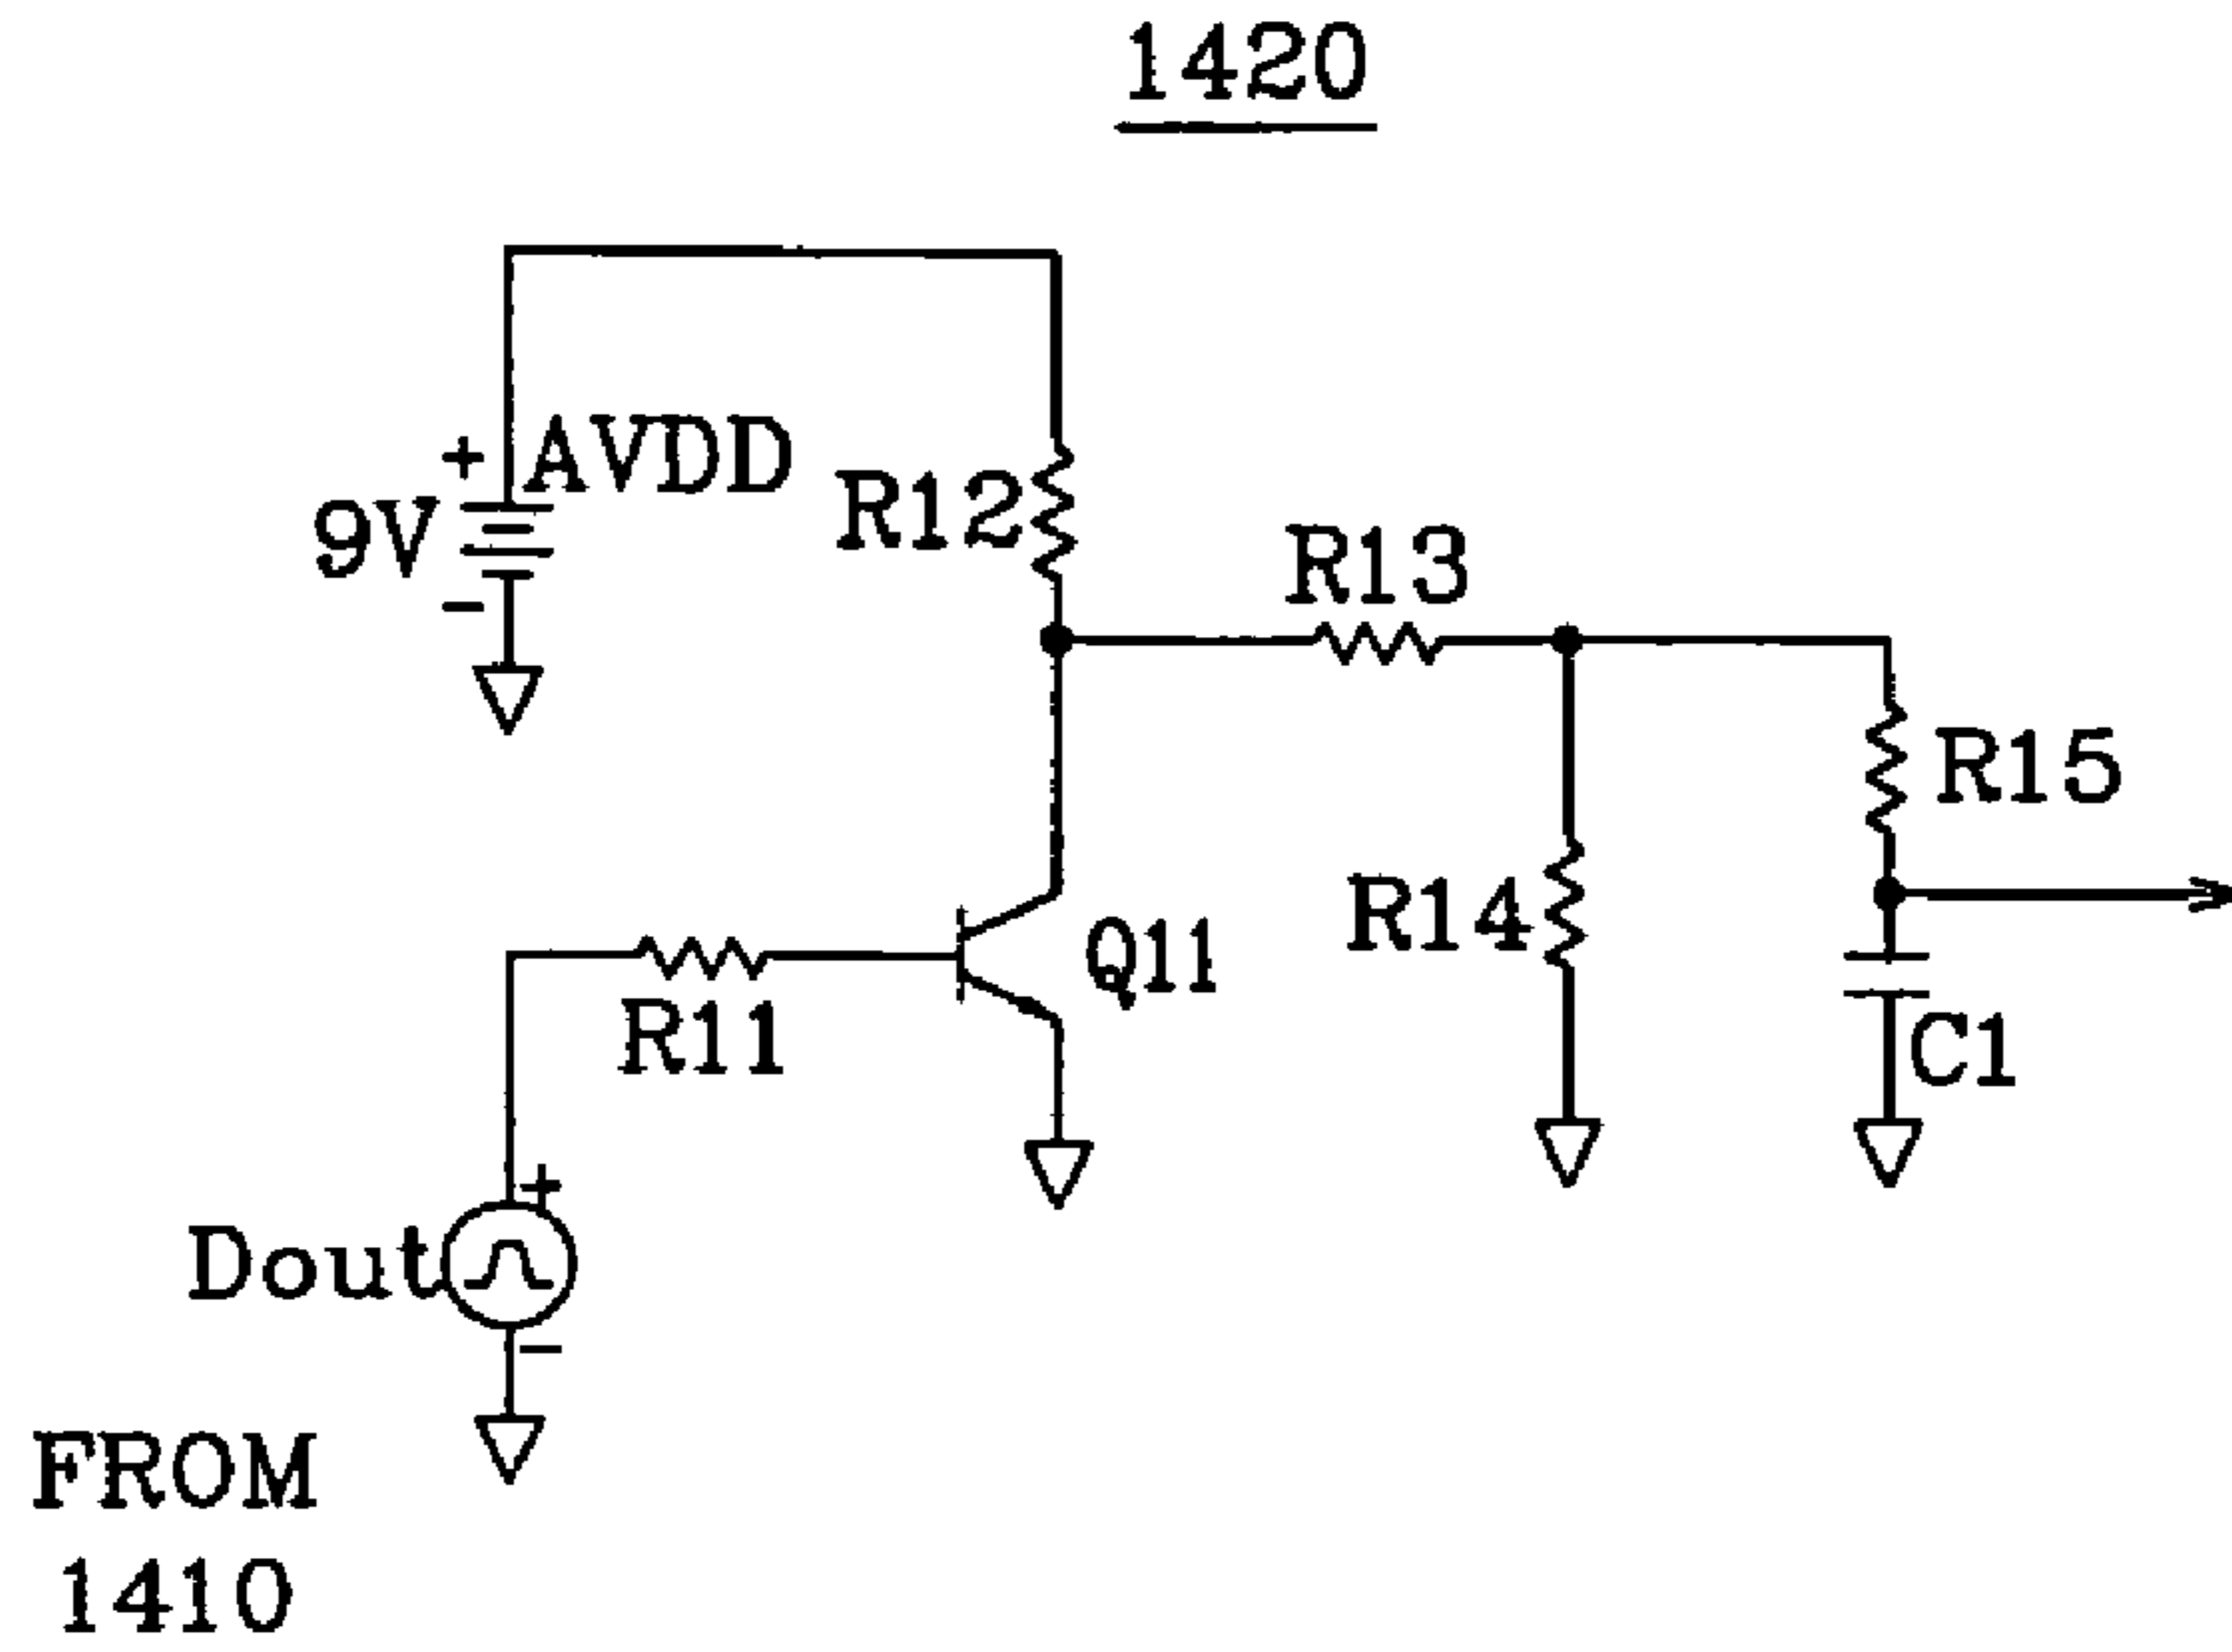 1420
+
AVDD
9V
−
R12
R13
R15
R14
Q11
R11
C1
+
Dout
−
FROM
1410